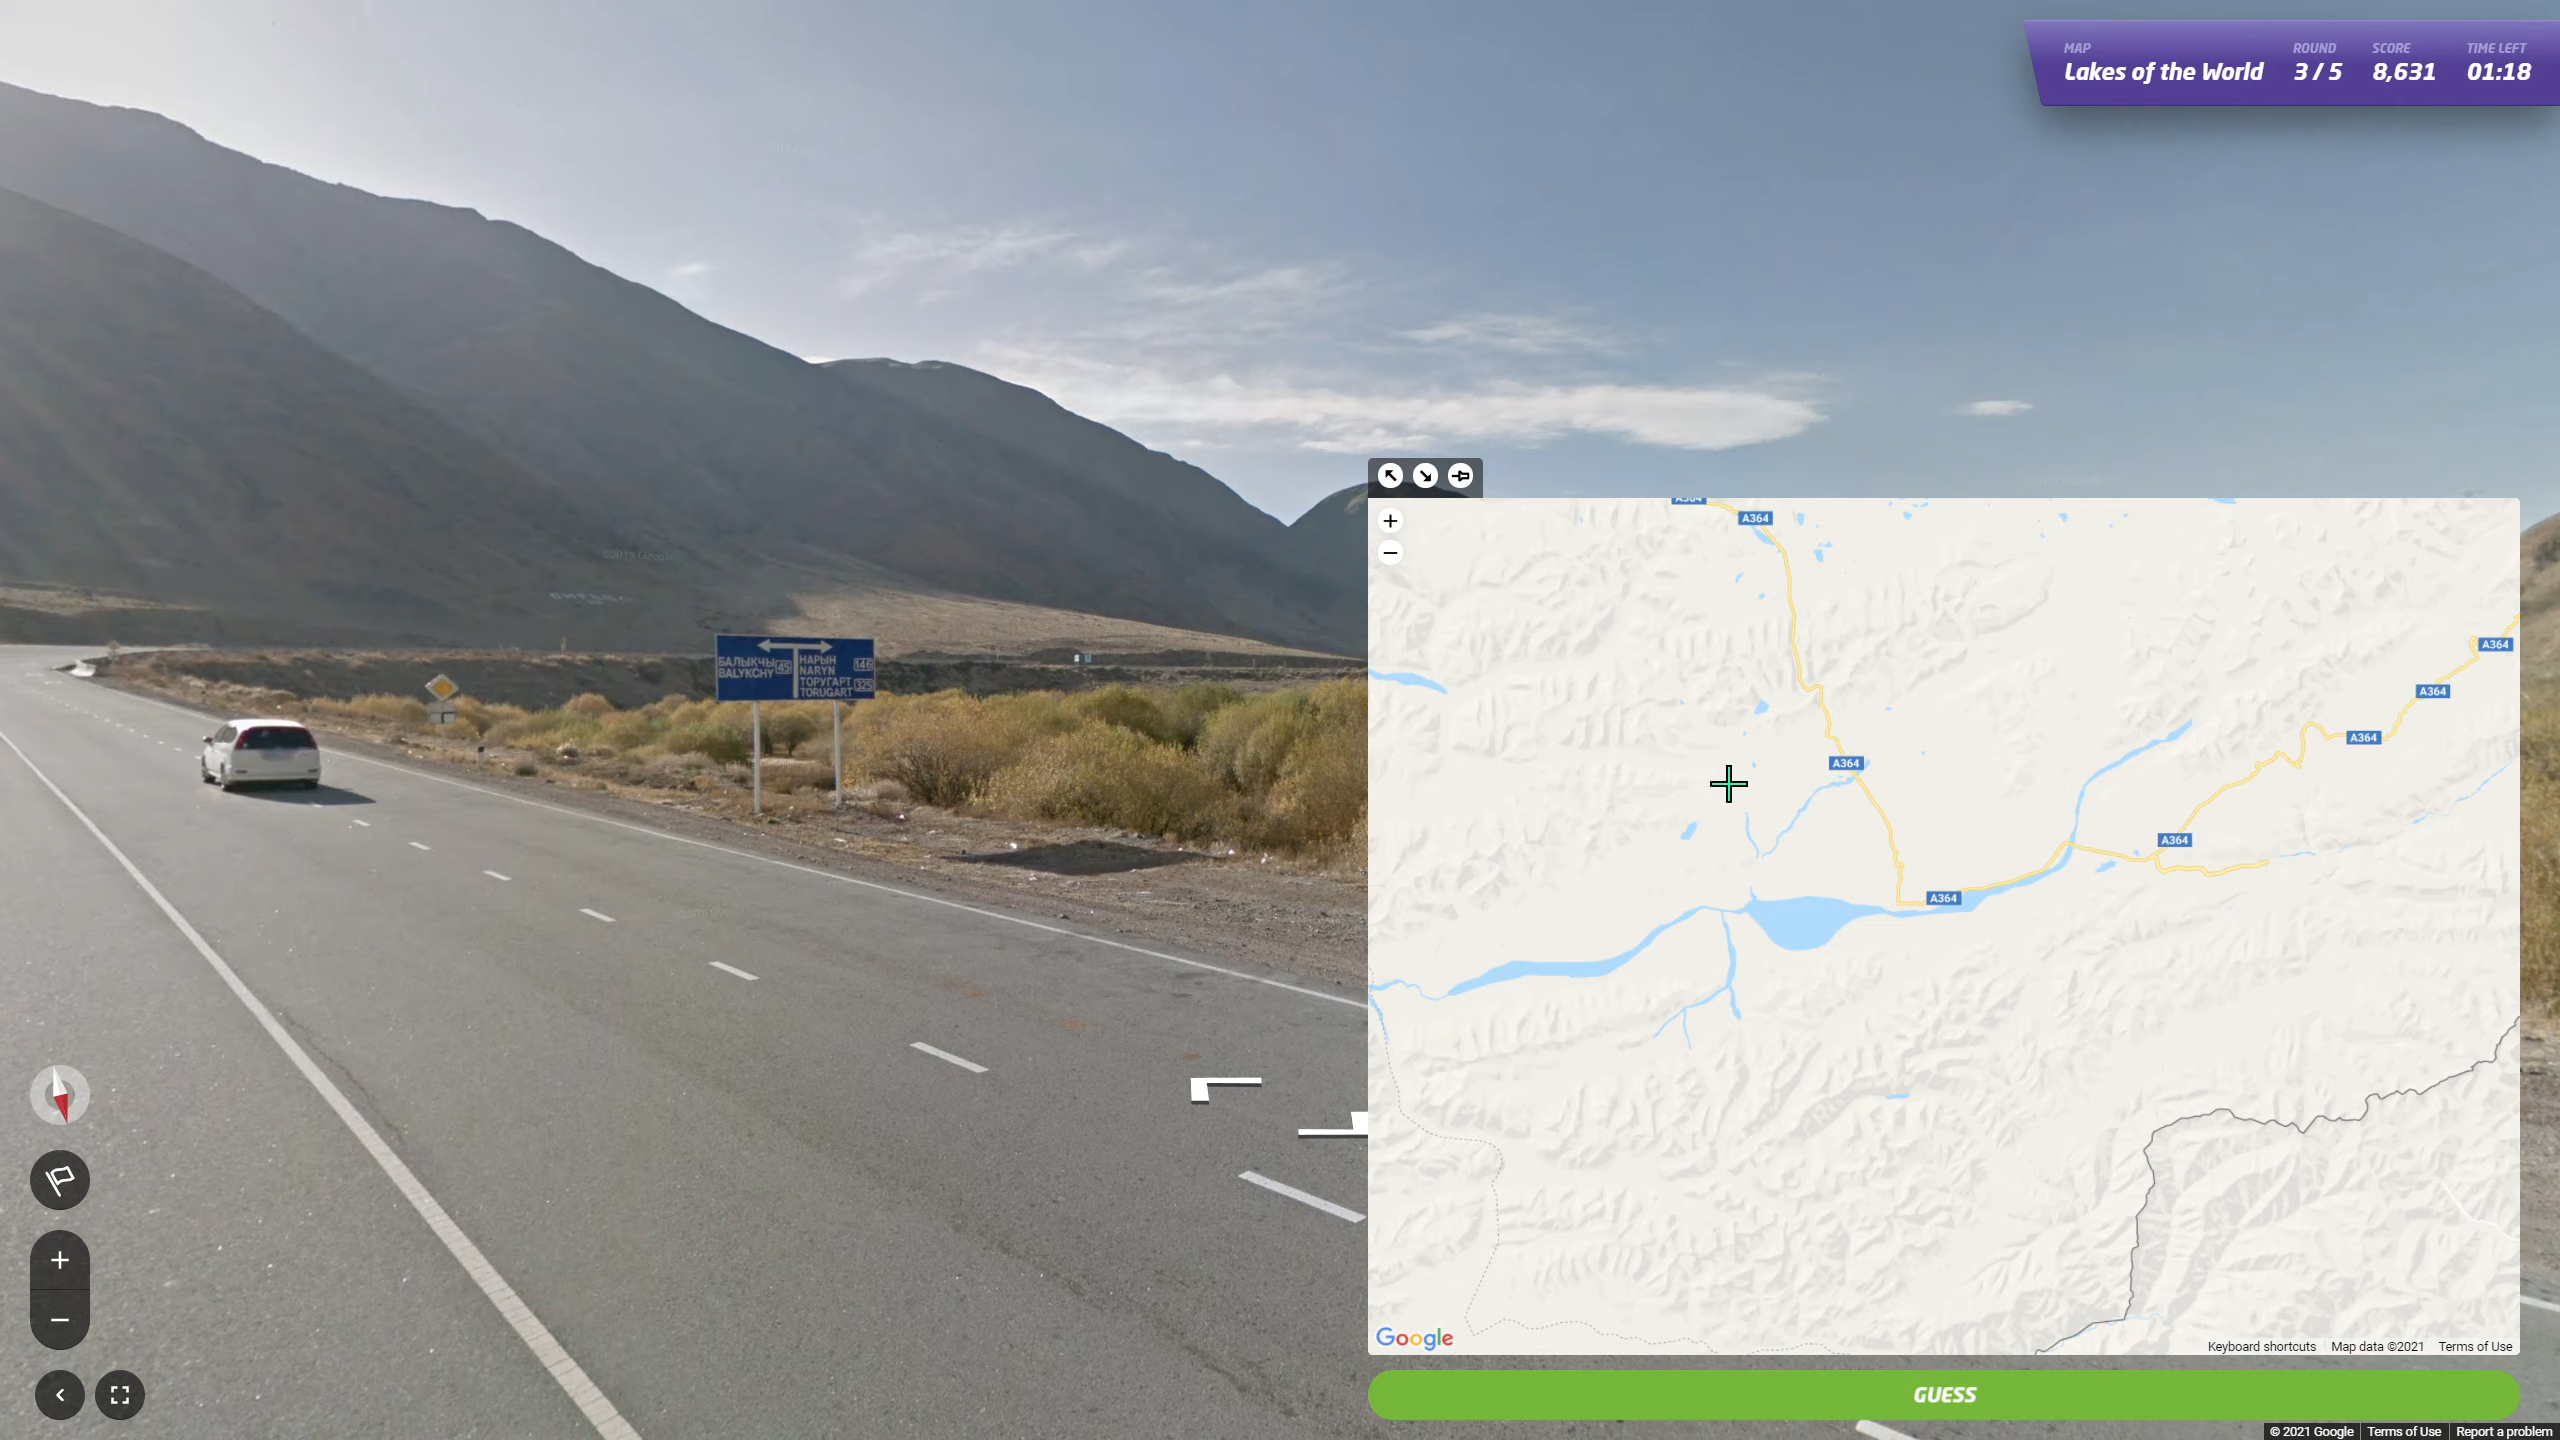 MAP
Lakes of the World
ROUND
3 / 5
SCORE
8,631
TIME LEFT
01:18
БАЛЫКЧЫ 45
BALYKCHY
НАРЫН 146
NARYN
ТОРУГАРТ 325
TORUGART
©2019 Google
A364
A364
A364
A364
A364
A364
A364
A364
Google
Keyboard shortcuts
Map data ©2021
Terms of Use
GUESS
© 2021 Google
Terms of Use
Report a problem